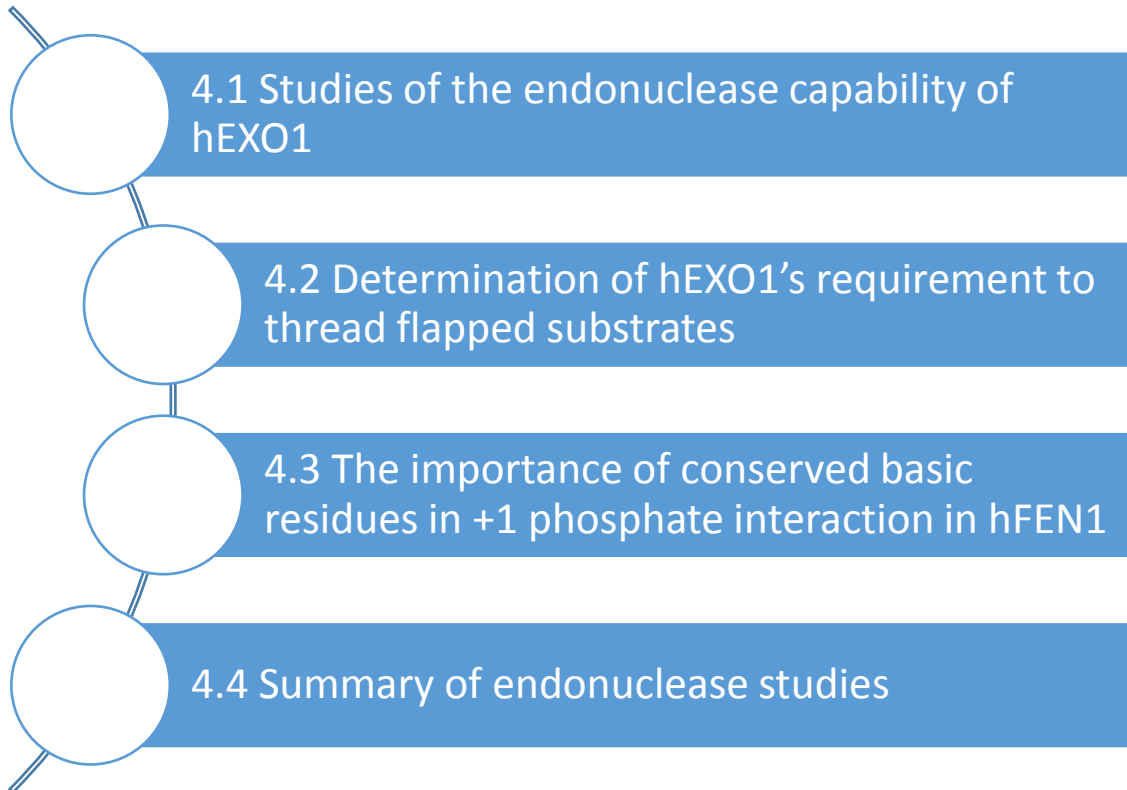 4.1 Studies of the endonuclease capability of
hEXO1
4.2 Determination of hEXO1’s requirement to
thread flapped substrates
4.3 The importance of conserved basic
residues in +1 phosphate interaction in hFEN1
4.4 Summary of endonuclease studies